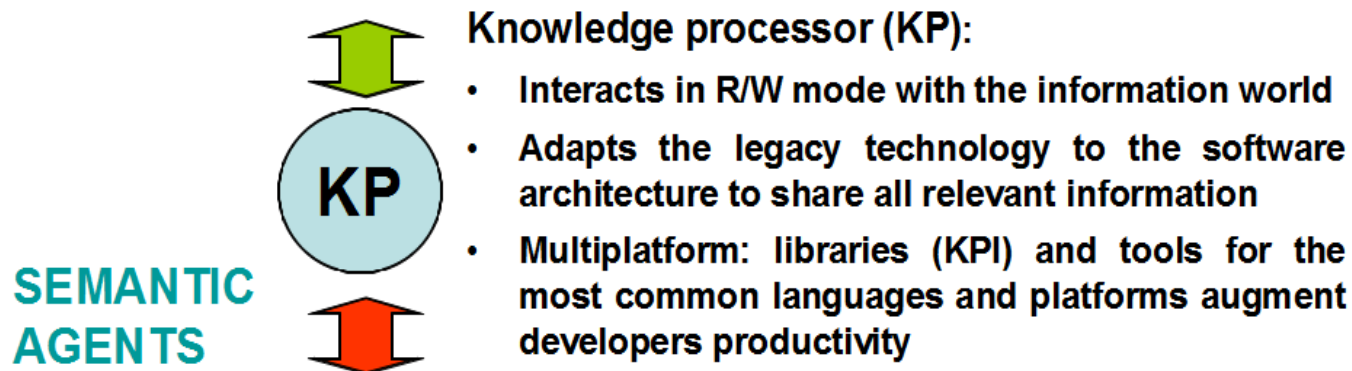 Knowledge processor (KP):
• Interacts in R/W mode with the information world
• Adapts the legacy technology to the software
architecture to share all relevant information
• Multiplatform: libraries (KPI) and tools for the
most common languages and platforms augment
developers productivity
KP
SEMANTIC
AGENTS